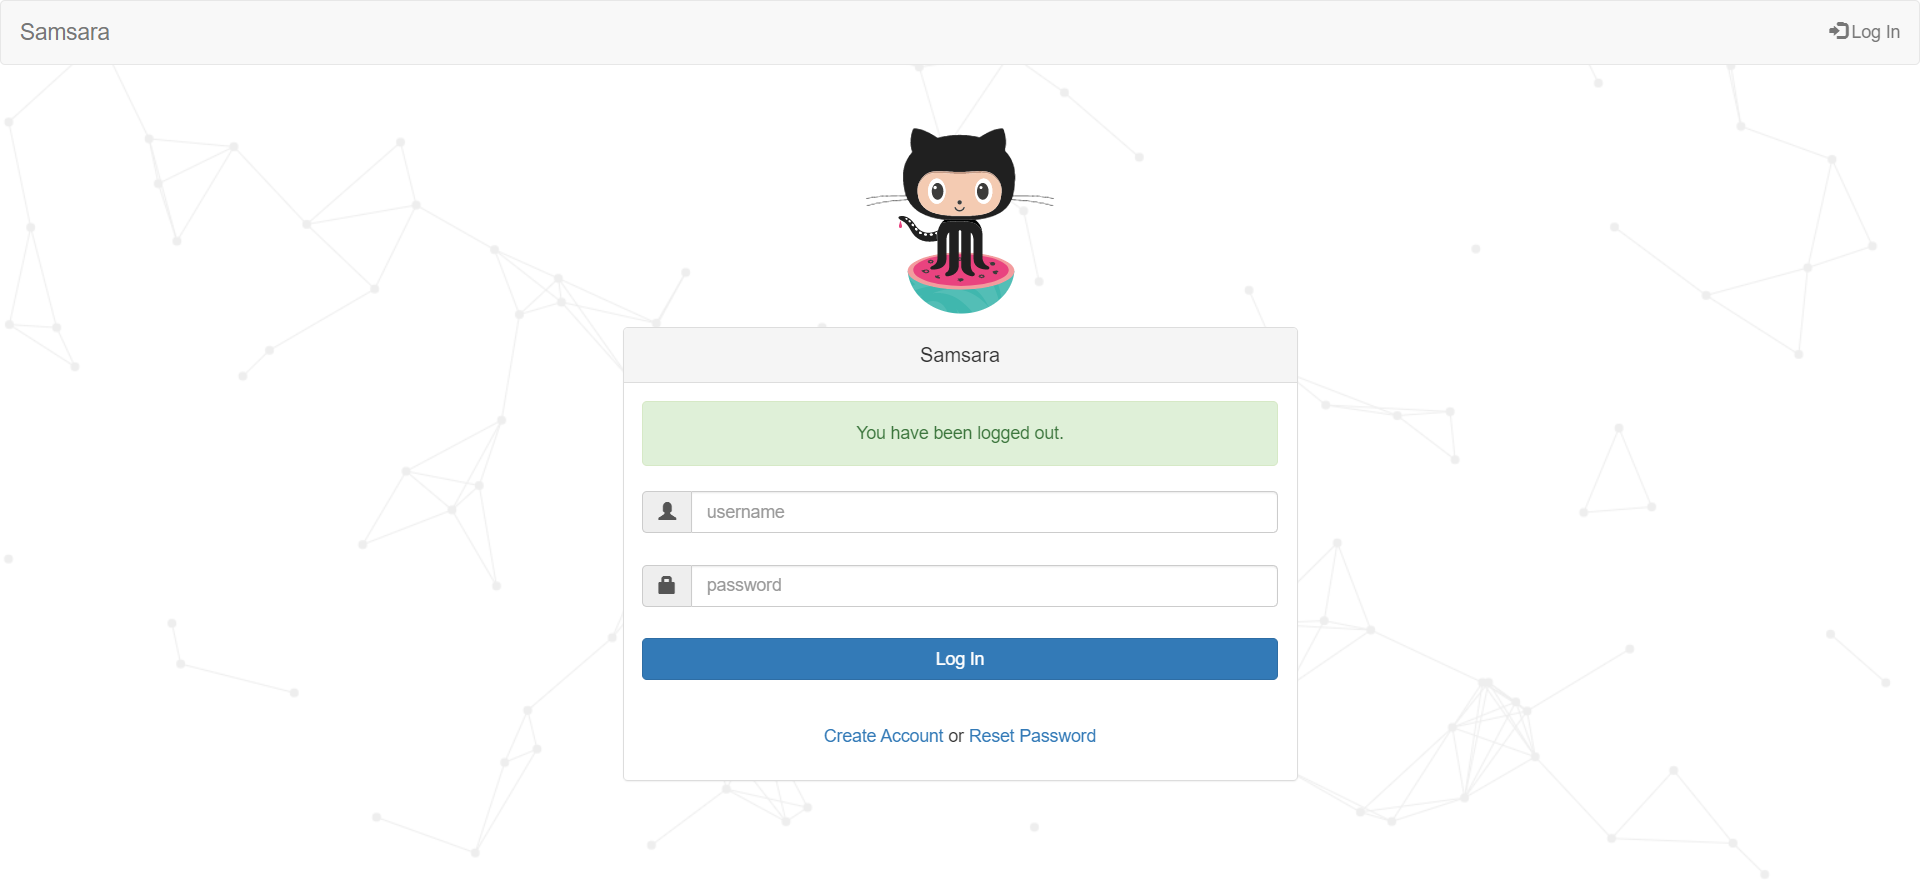 Samsara
Log In
Samsara
You have been logged out.
username
password
Log In
Create Account or Reset Password